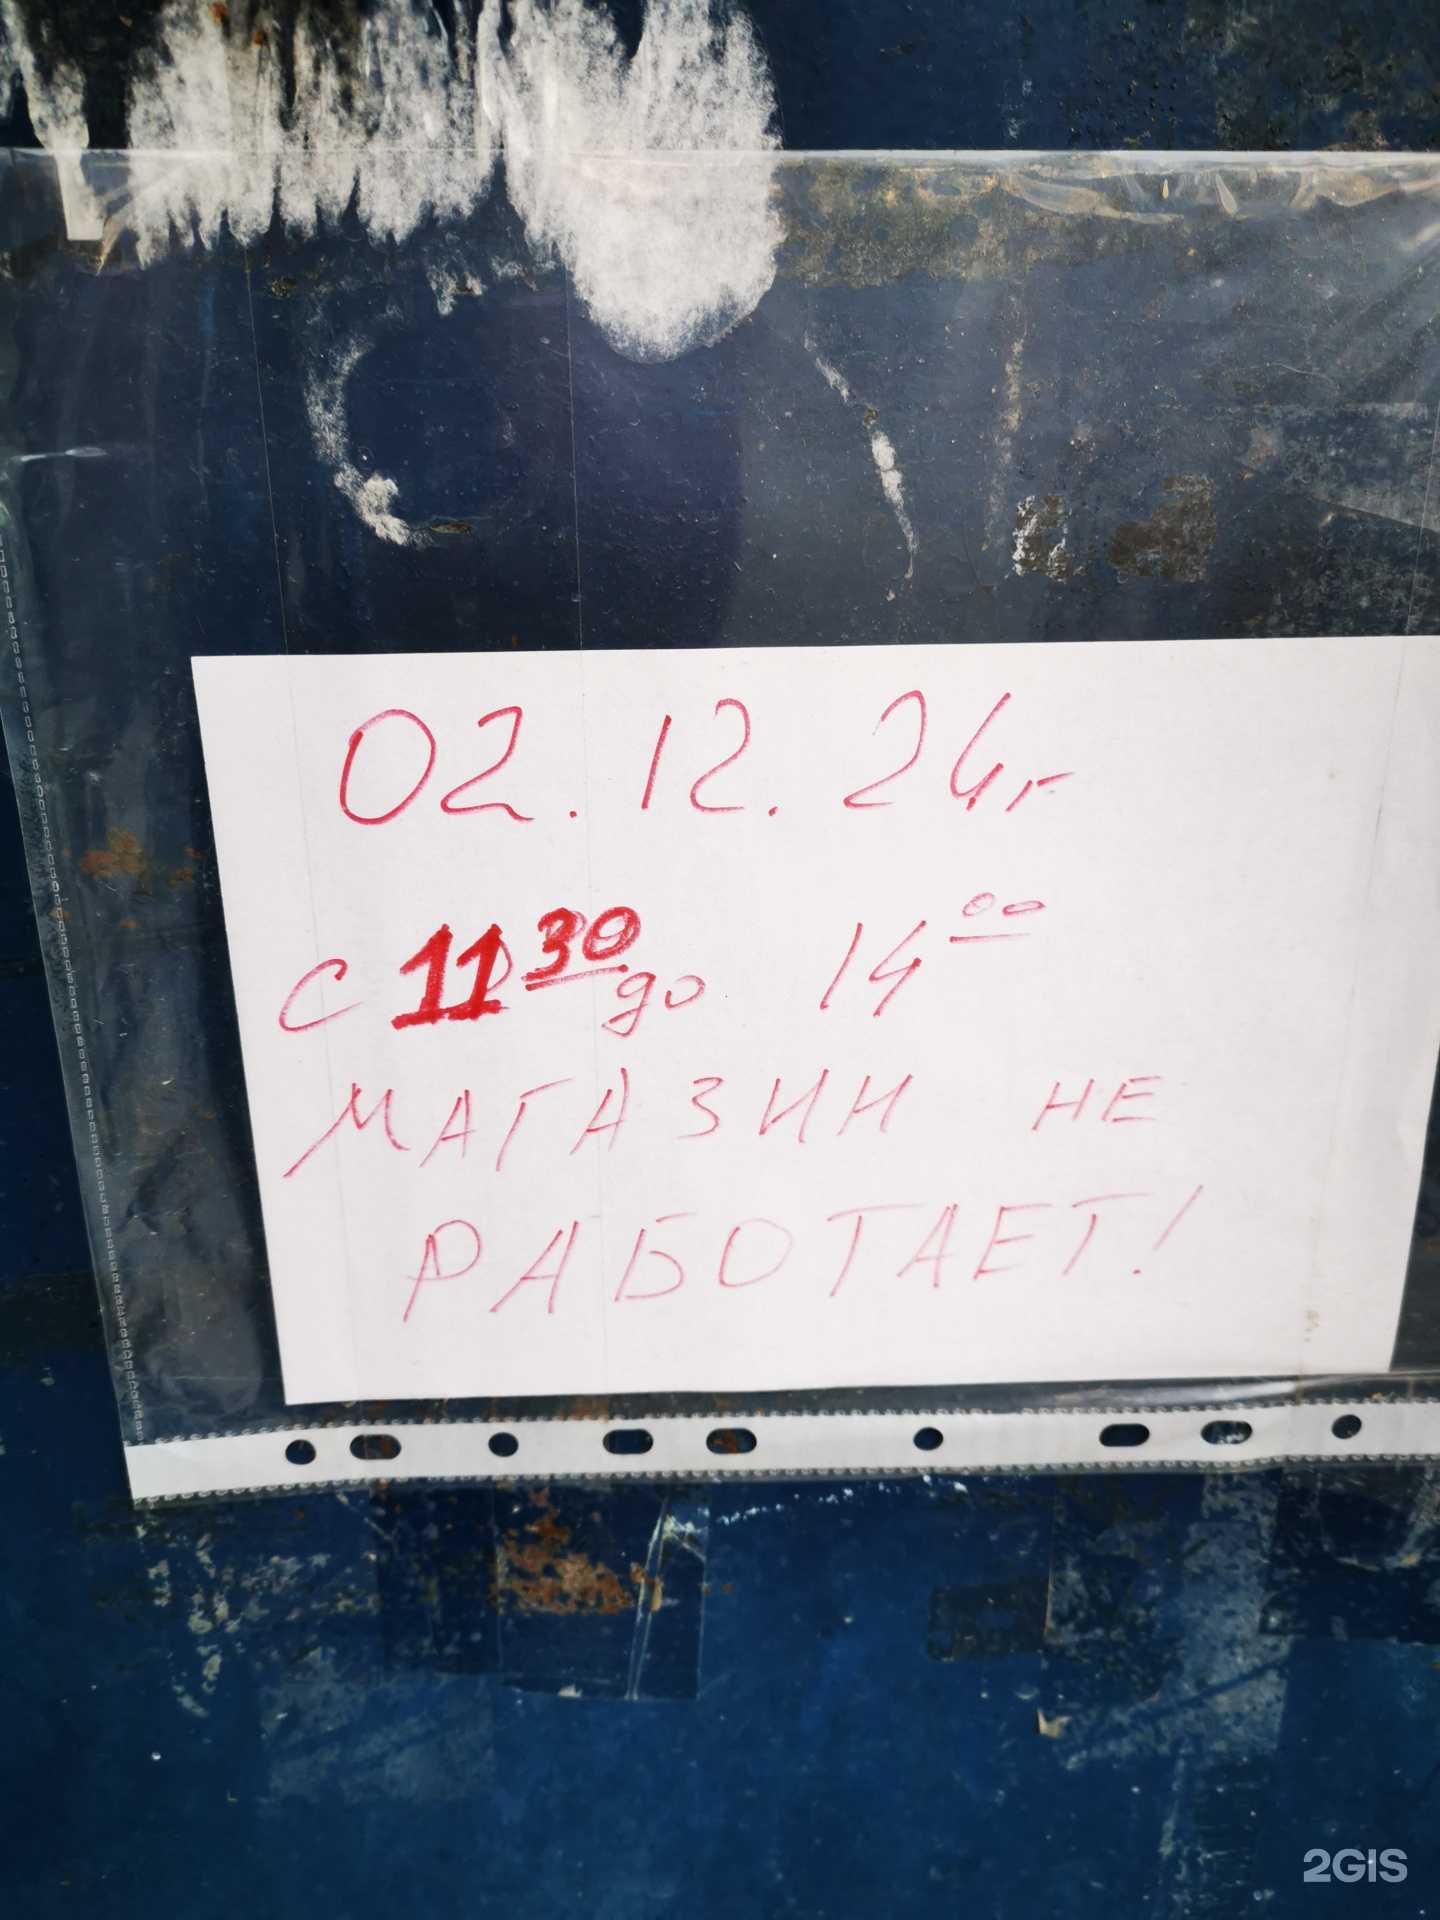 02.12.24г
с 11³⁰ до 14⁰⁰
МАГАЗИН НЕ
РАБОТАЕТ!
2GIS